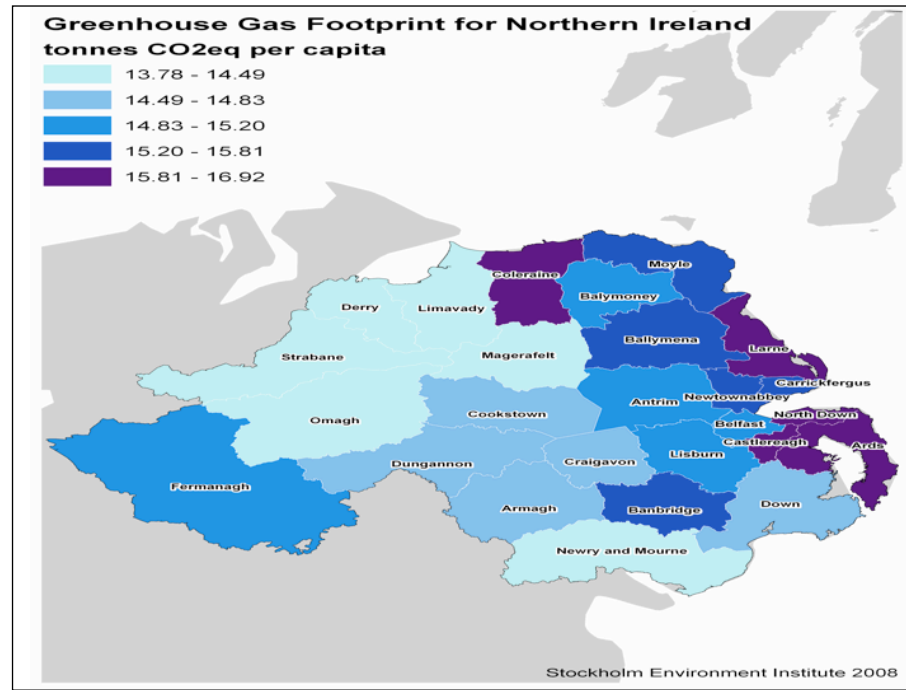 Greenhouse Gas Footprint for Northern Ireland
tonnes CO2eq per capita
13.78 - 14.49
14.49 - 14.83
14.83 - 15.20
15.20 - 15.81
15.81 - 16.92
Moyle
Coleraine
Balymoney
Derry
Limavady
Ballymena
Larne
Strabane
Magerafelt
Carrickfergus
Newtownabbey
Antrim
Omagh
Cookstown
North Down
Belfast
Castlereagh
Ards
Lisburn
Craigavon
Dungannon
Fermanagh
Down
Armagh
Banbridge
Newry and Mourne
Stockholm Environment Institute 2008